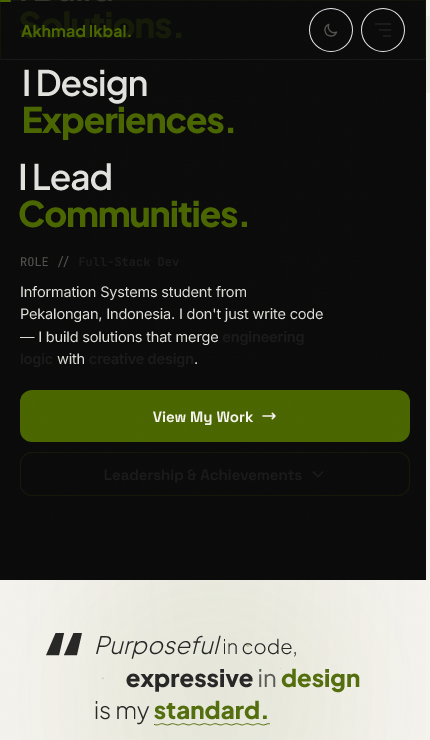 Solutions.
Akhmad Ikbal.
I Design
Experiences.
I Lead
Communities.
ROLE // Full-Stack Dev
Information Systems student from
Pekalongan, Indonesia. I don't just write code
— I build solutions that merge engineering
logic with creative design.
View My Work →
Leadership & Achievements
" Purposeful in code,
expressive in design
is my standard.